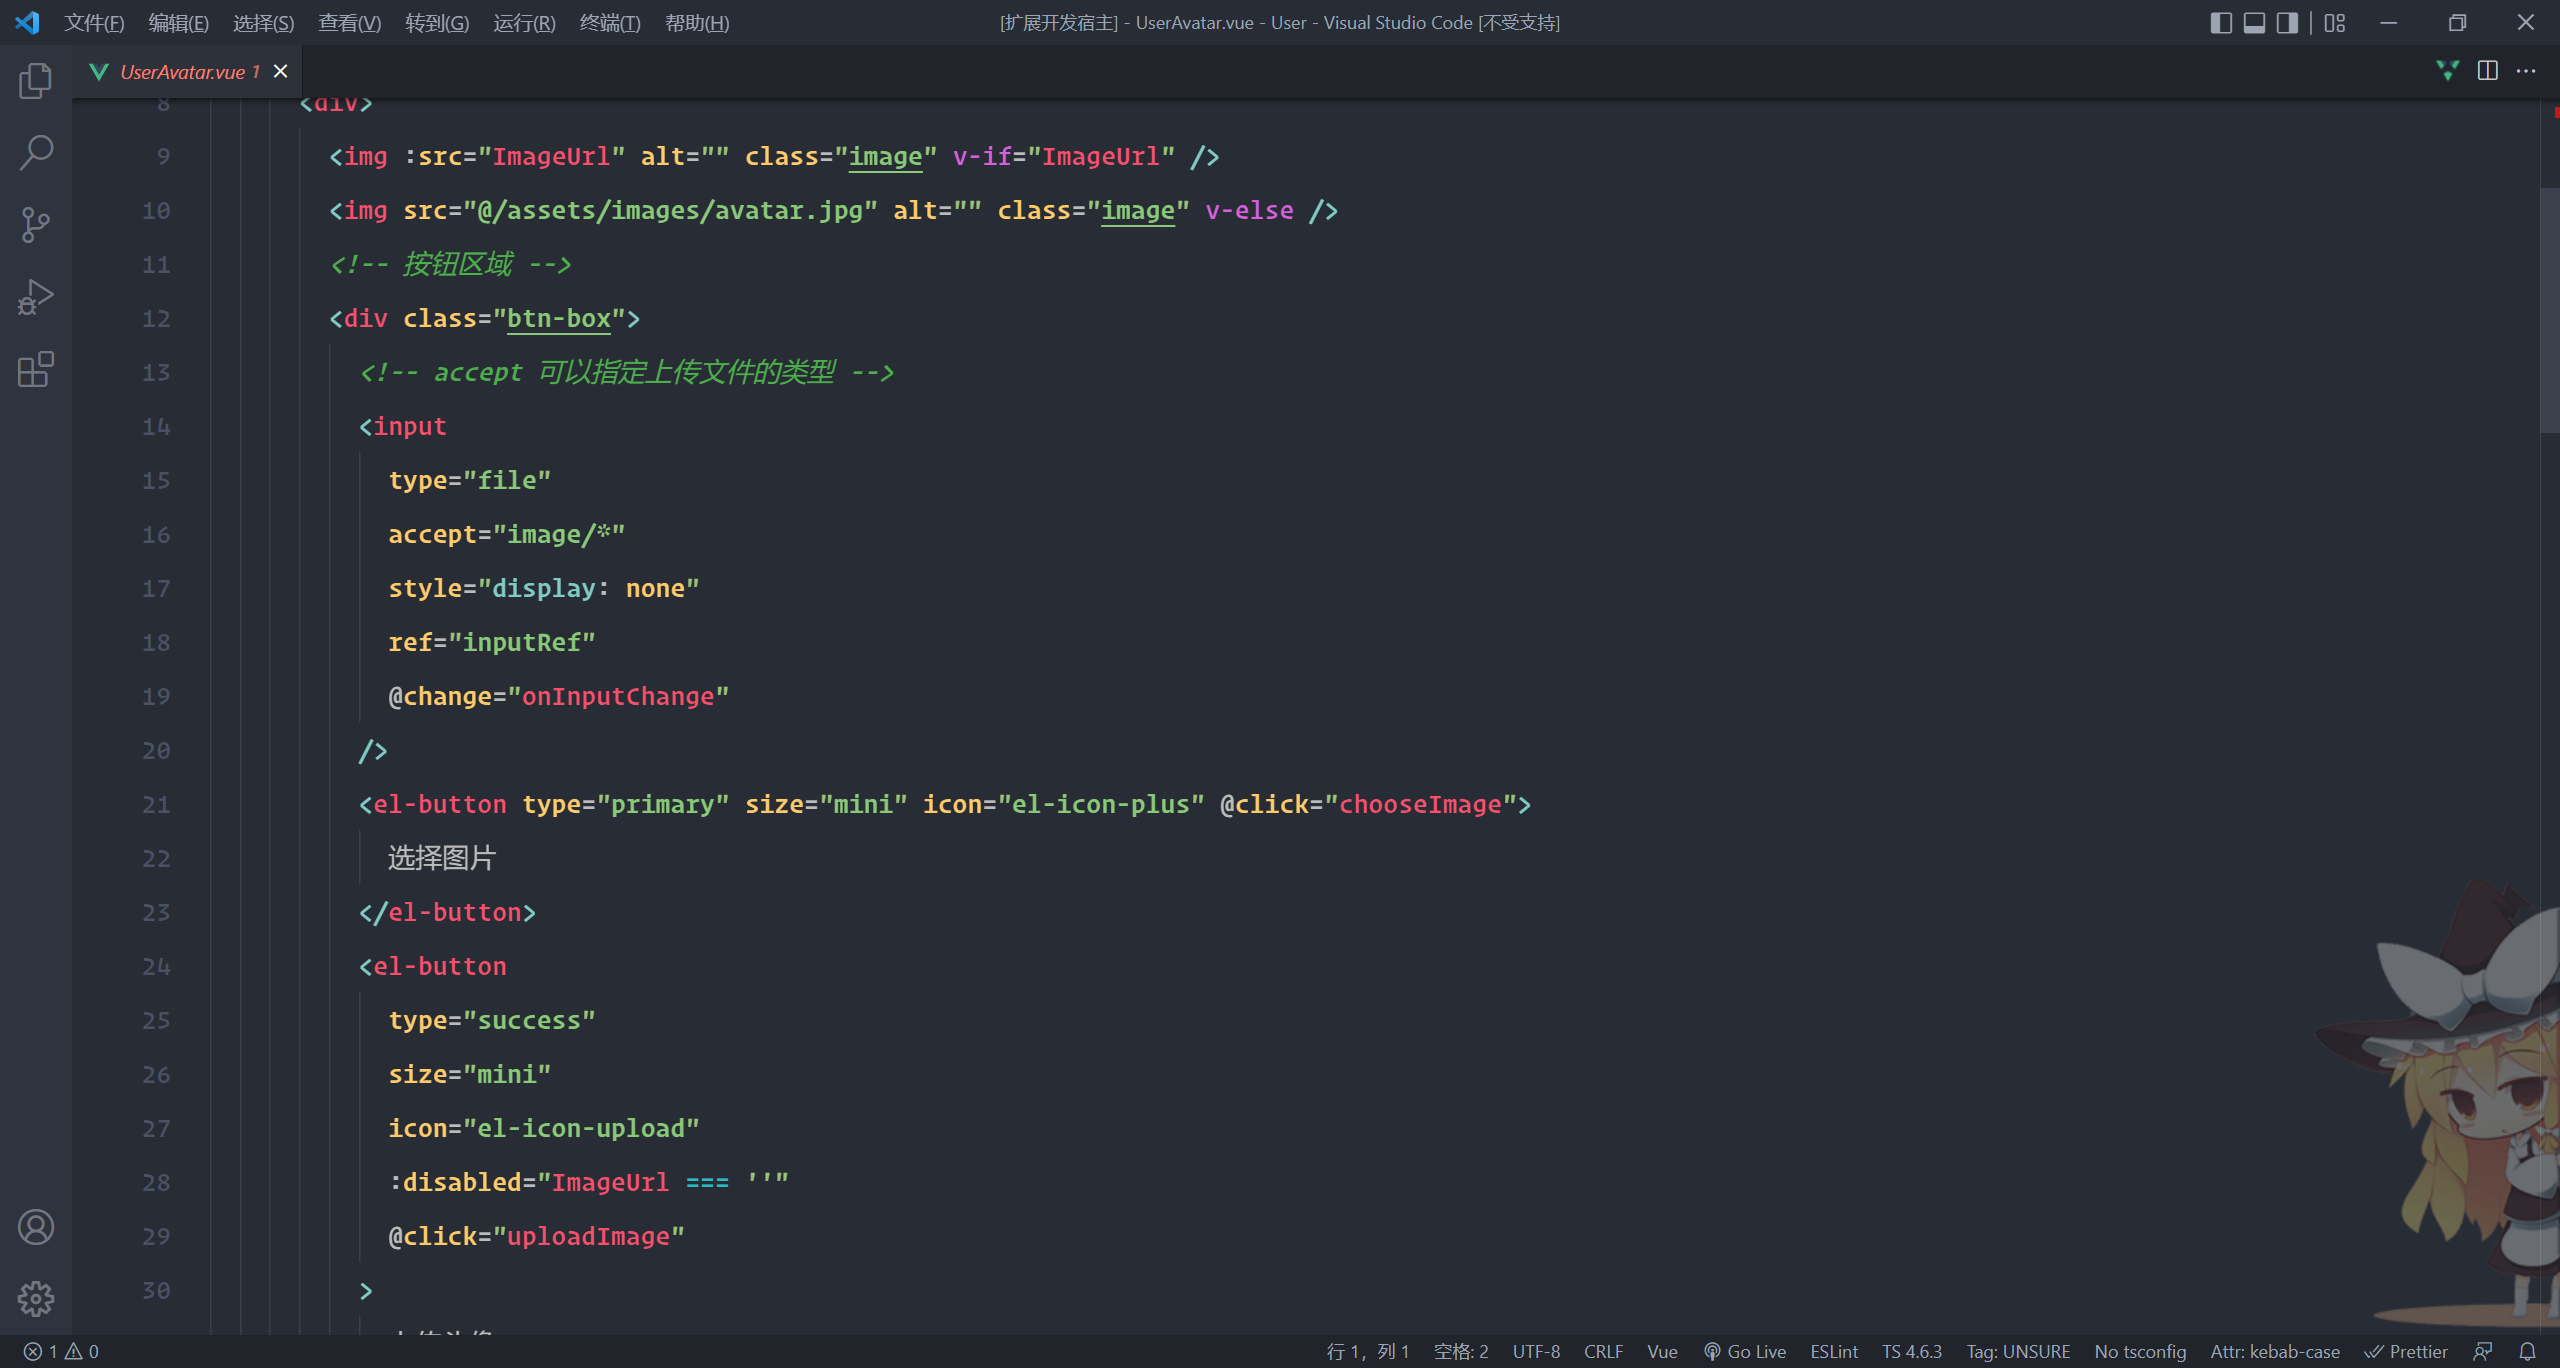 文件(F) 编辑(E) 选择(S) 查看(V) 转到(G) 运行(R) 终端(T) 帮助(H) [扩展开发宿主] - UserAvatar.vue - User - Visual Studio Code [不受支持]
UserAvatar.vue 1
8 <div>
9 <img :src="ImageUrl" alt="" class="image" v-if="ImageUrl" />
10 <img src="@/assets/images/avatar.jpg" alt="" class="image" v-else />
11 <!-- 按钮区域 -->
12 <div class="btn-box">
13 <!-- accept 可以指定上传文件的类型 -->
14 <input
15 type="file"
16 accept="image/*"
17 style="display: none"
18 ref="inputRef"
19 @change="onInputChange"
20 />
21 <el-button type="primary" size="mini" icon="el-icon-plus" @click="chooseImage">
22 选择图片
23 </el-button>
24 <el-button
25 type="success"
26 size="mini"
27 icon="el-icon-upload"
28 :disabled="ImageUrl === ''"
29 @click="uploadImage"
30 >
1 0 行 1，列 1 空格: 2 UTF-8 CRLF Vue Go Live ESLint TS 4.6.3 Tag: UNSURE No tsconfig Attr: kebab-case Prettier